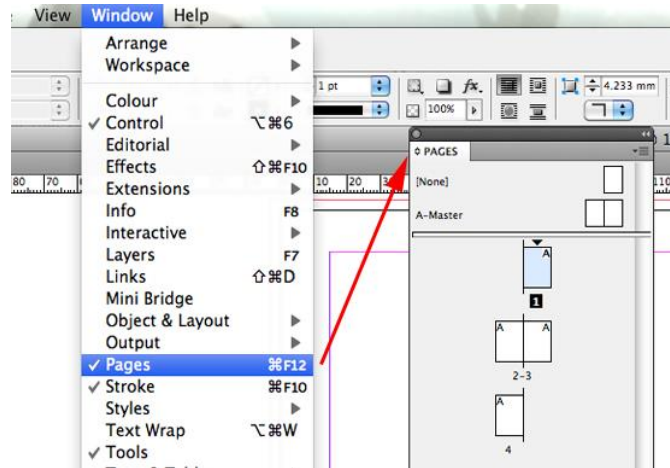 View Window Help
Arrange
Workspace
Colour
✓ Control ⌥⌘6
Editorial
Effects ⇧⌘F10
Extensions
Info F8
Interactive
Layers F7
Links ⇧⌘D
Mini Bridge
Object & Layout
Output
✓ Pages ⌘F12
✓ Stroke ⌘F10
Styles
Text Wrap ⌥⌘W
✓ Tools
1 pt
fx.
4.233 mm
100%
80 70
10 20
110
PAGES
[None]
A-Master
A
1
A A
2-3
A
4